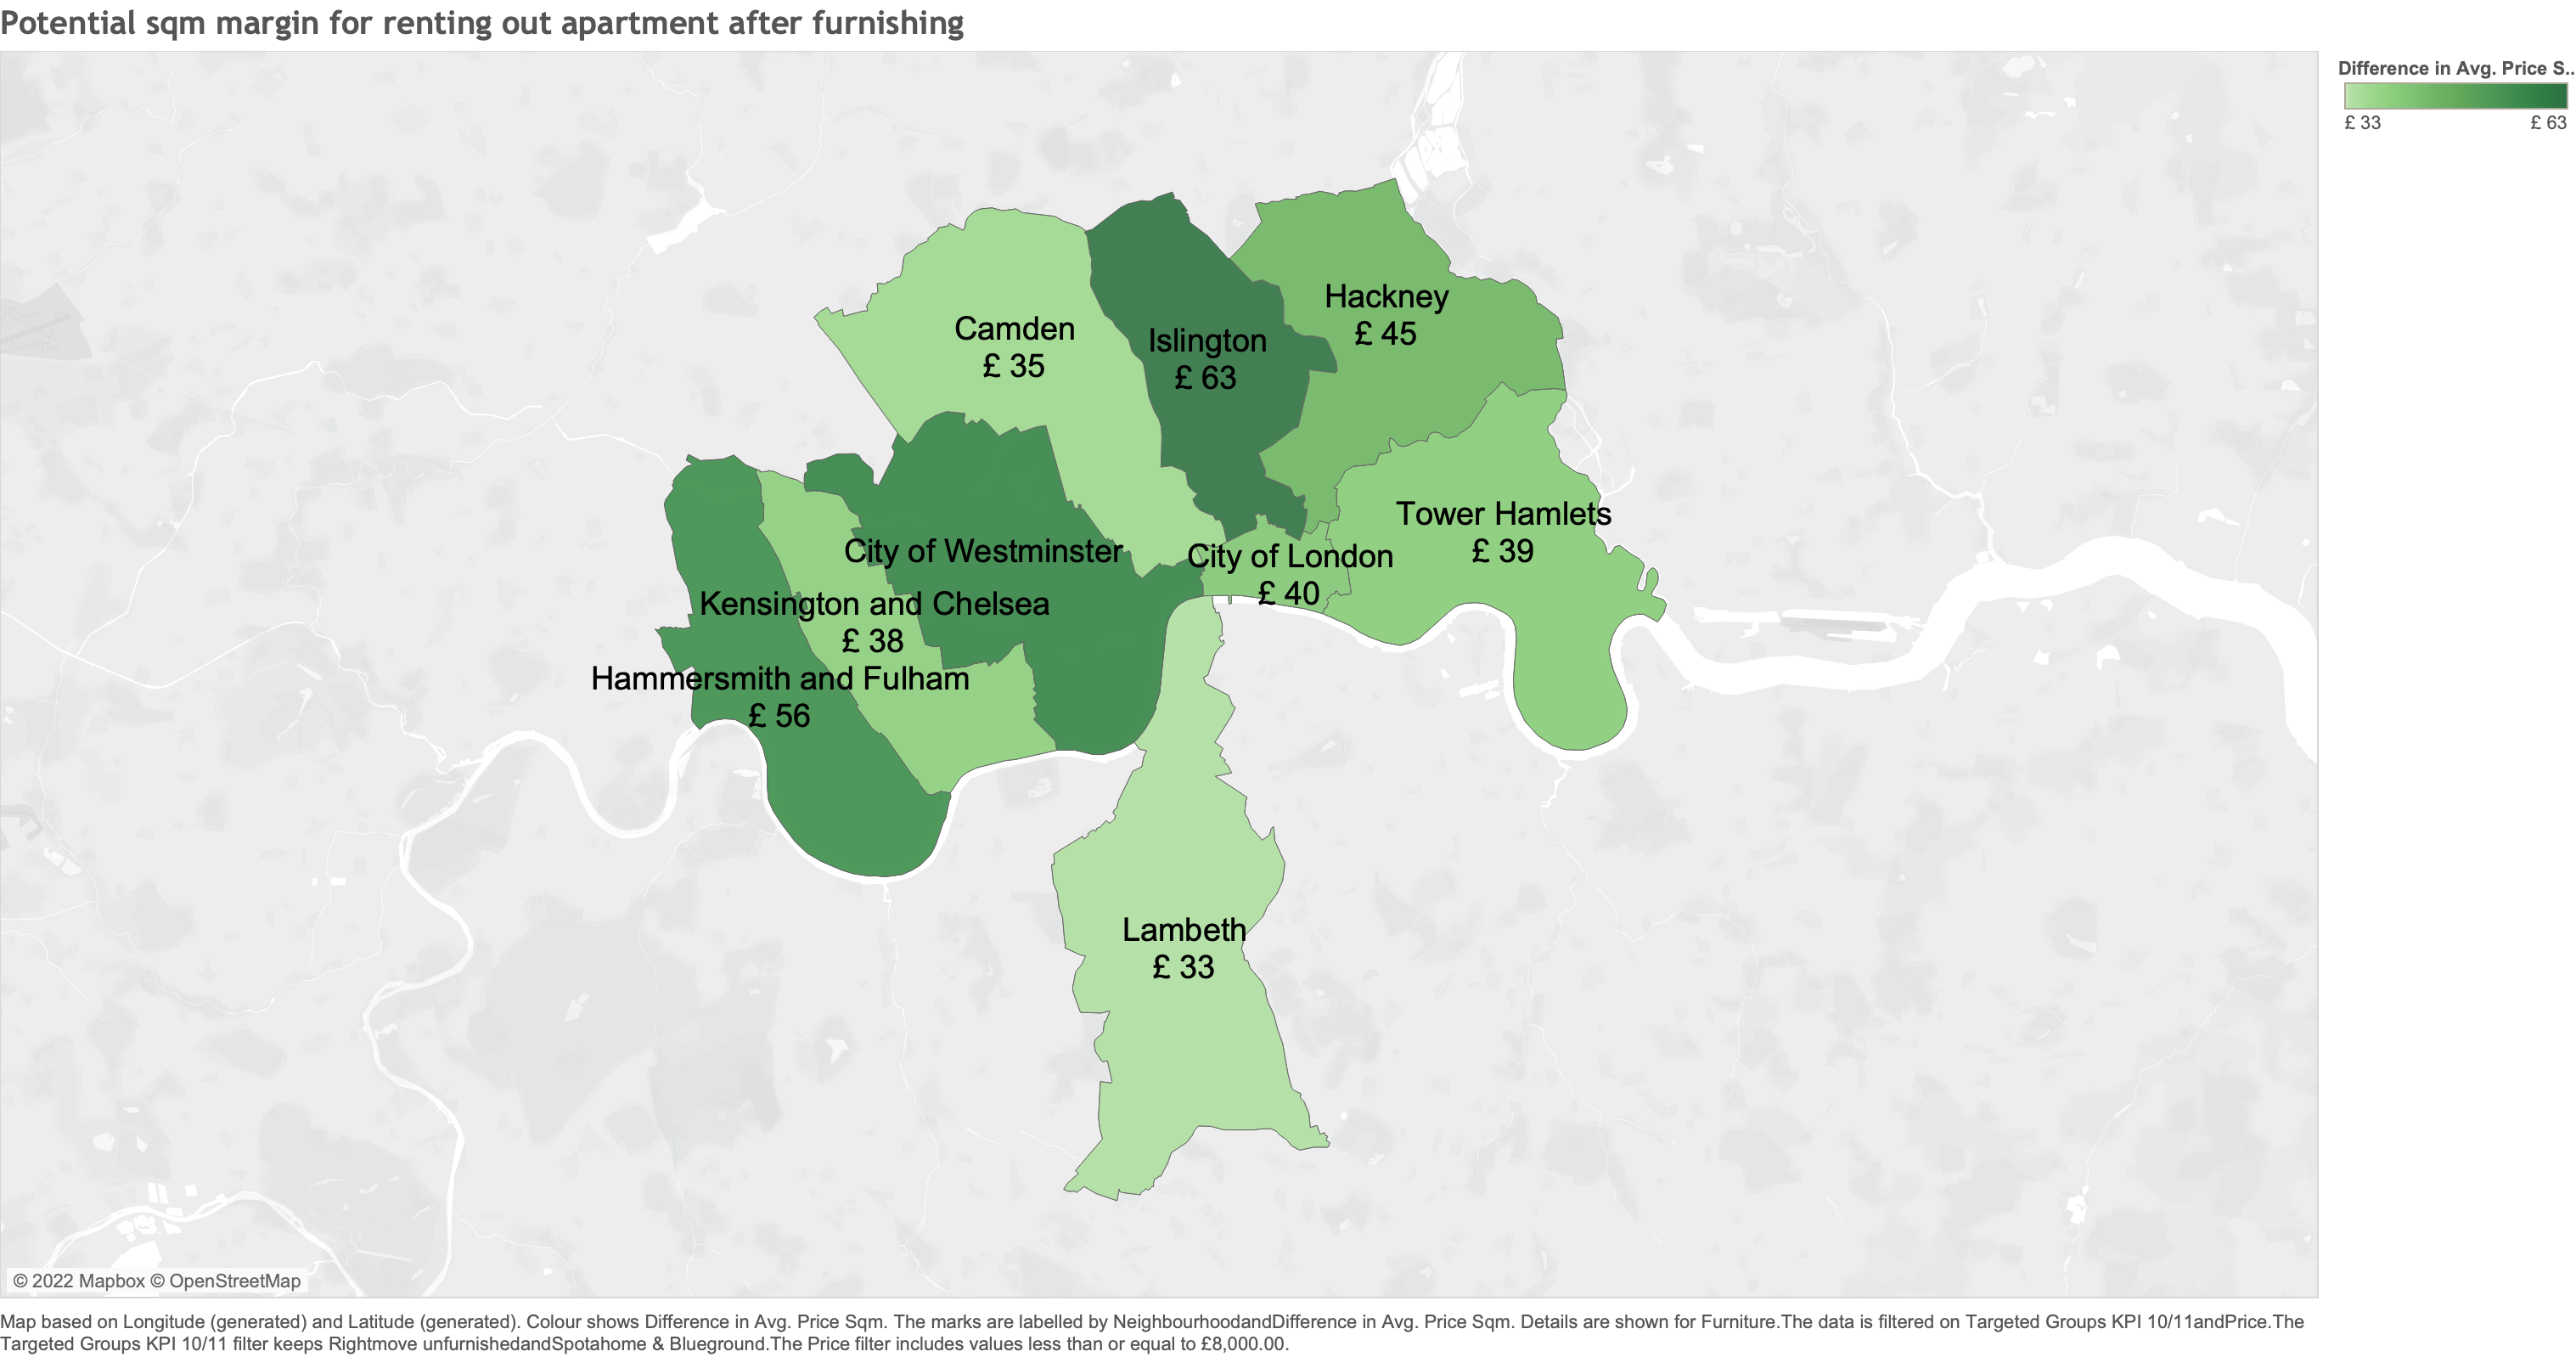 Potential sqm margin for renting out apartment after furnishing
Difference in Avg. Price S..
£ 33 £ 63
Hackney
£ 45
Camden
£ 35
Islington
£ 63
Tower Hamlets
£ 39
City of Westminster
City of London
£ 40
Kensington and Chelsea
£ 38
Hammersmith and Fulham
£ 56
Lambeth
£ 33
© 2022 Mapbox © OpenStreetMap
Map based on Longitude (generated) and Latitude (generated). Colour shows Difference in Avg. Price Sqm. The marks are labelled by NeighbourhoodandDifference in Avg. Price Sqm. Details are shown for Furniture.The data is filtered on Targeted Groups KPI 10/11andPrice.The
Targeted Groups KPI 10/11 filter keeps Rightmove unfurnishedandSpotahome & Blueground.The Price filter includes values less than or equal to £8,000.00.